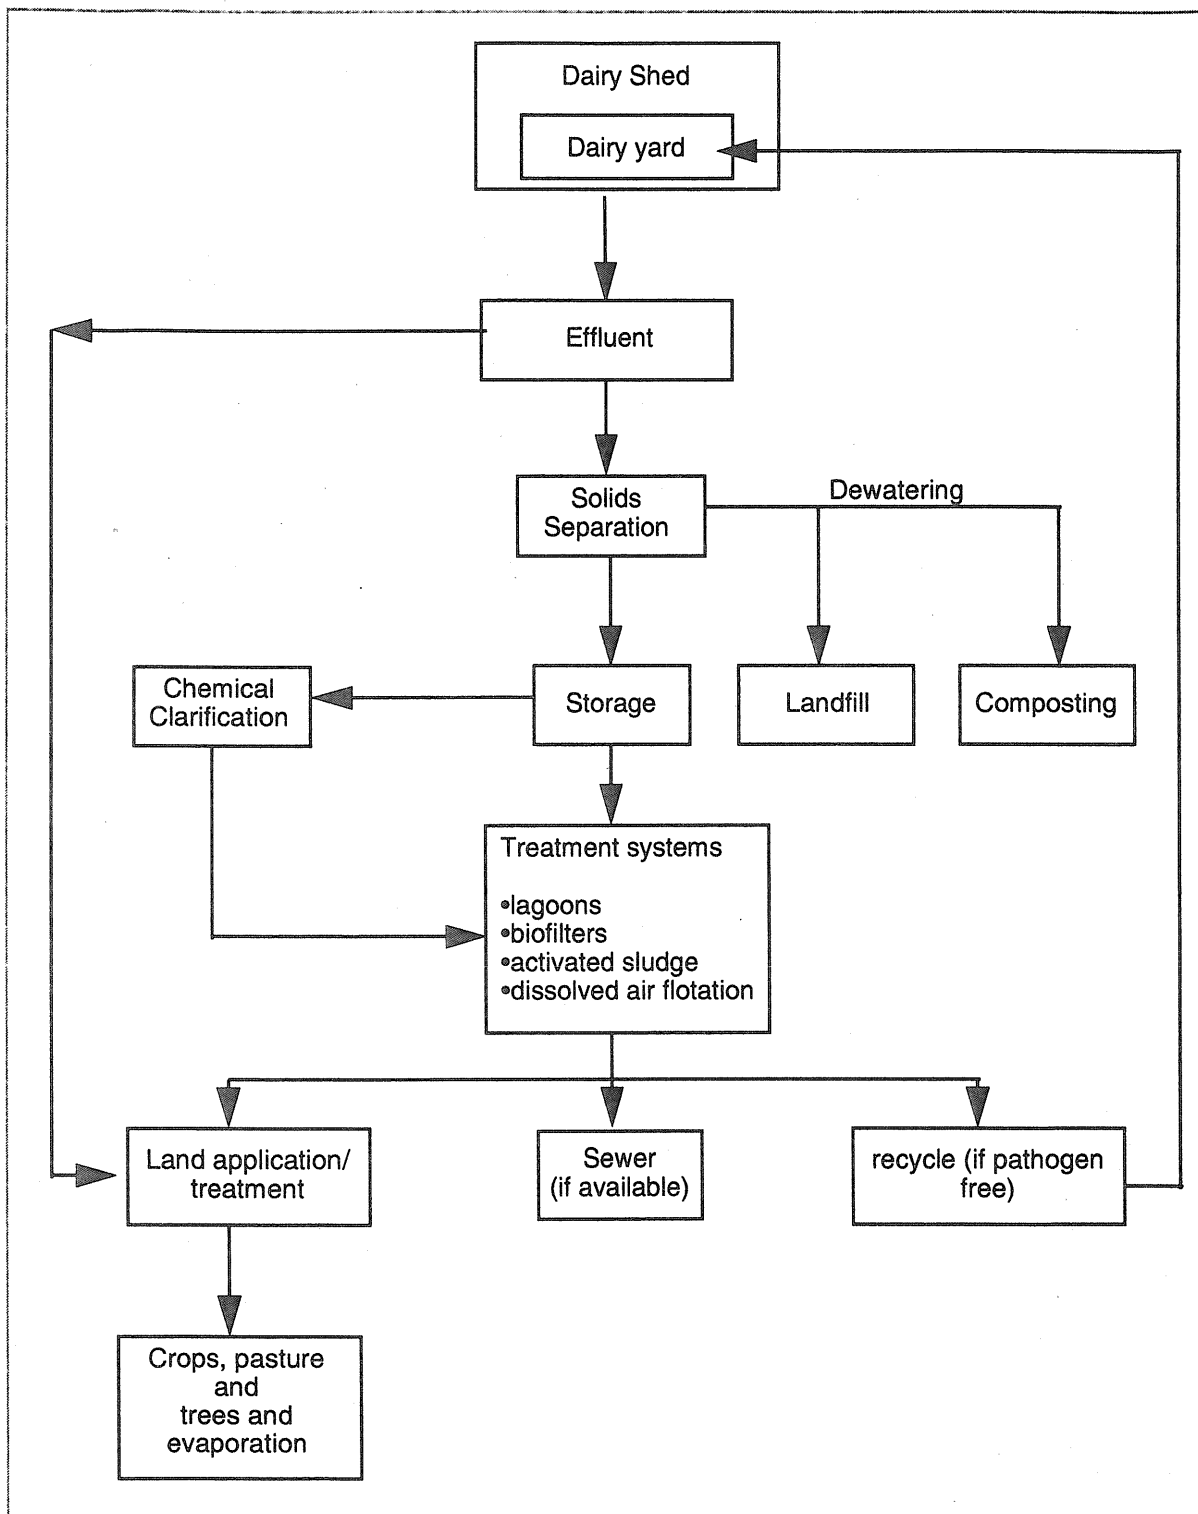 Dairy Shed
Dairy yard
Effluent
Solids
Separation
Dewatering
Chemical
Clarification
Storage
Landfill
Composting
Treatment systems
•lagoons
•biofilters
•activated sludge
•dissolved air flotation
Land application/
treatment
Sewer
(if available)
recycle (if pathogen
free)
Crops, pasture
and
trees and
evaporation